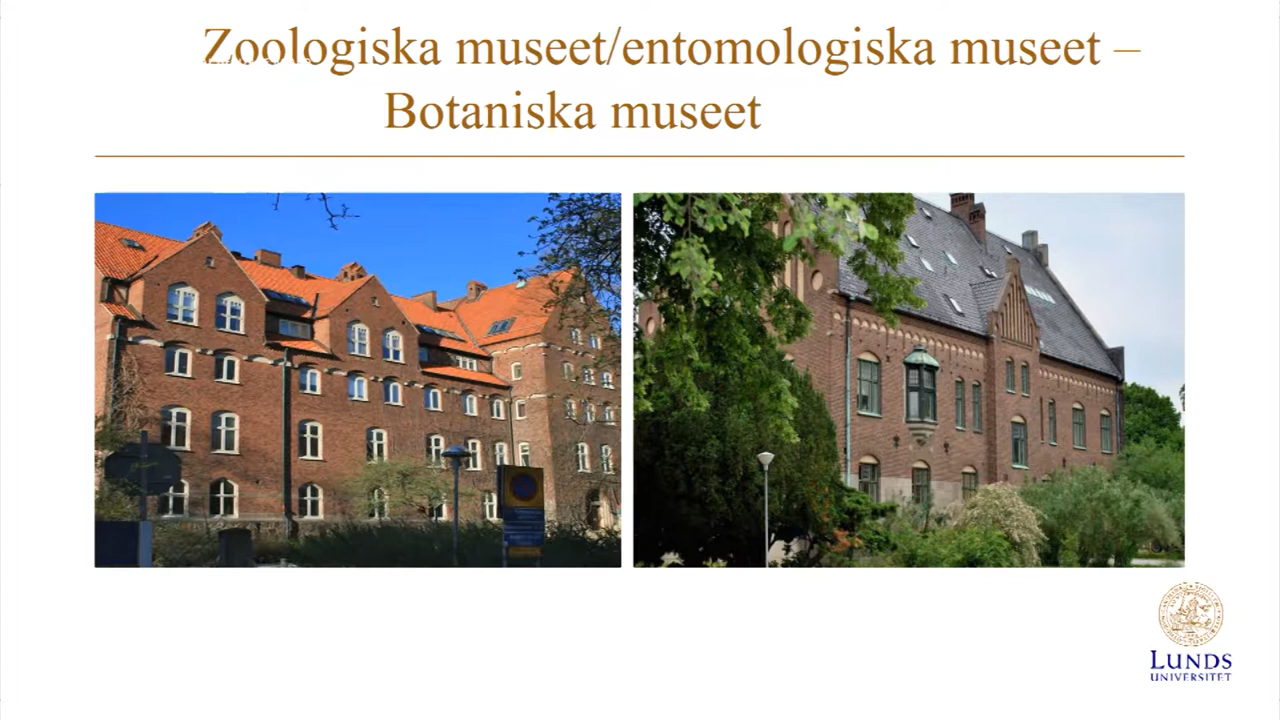 Zoologiska museet/entomologiska museet –
Botaniska museet
LUNDS
UNIVERSITET